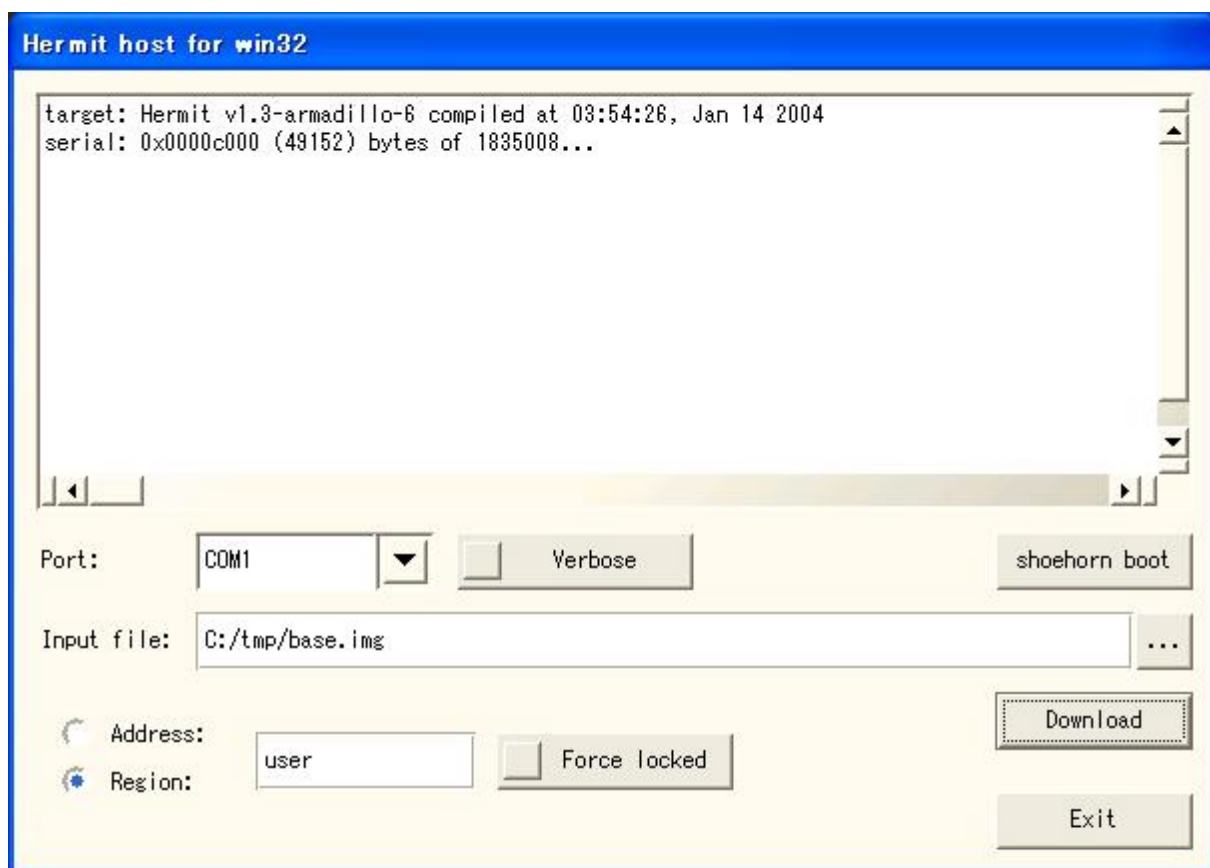 Hermit host for win32
target: Hermit v1.3-armadillo-6 compiled at 03:54:26, Jan 14 2004
serial: 0x0000c000 (49152) bytes of 1835008...
Port: COM1 Verbose shoehorn boot
Input file: C:/tmp/base.img ...
Download
Address:
user Force locked
Region:
Exit